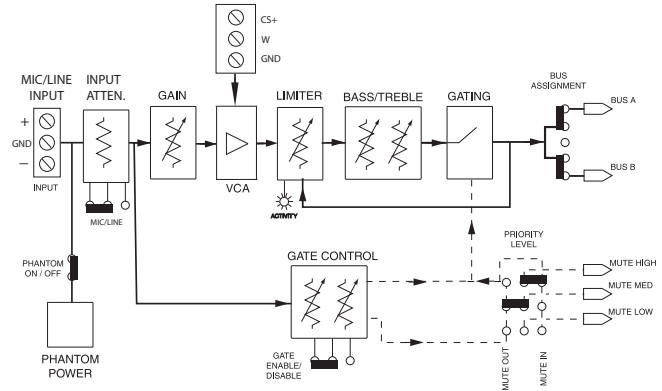 CS+
W
GND
MIC/LINE
INPUT
INPUT
ATTEN.
GAIN
LIMITER
BASS/TREBLE
GATING
BUS
ASSIGNMENT
BUS A
+
GND
−
INPUT
MIC/LINE
VCA
ACTIVITY
BUS B
PHANTOM
ON / OFF
GATE CONTROL
PRIORITY
LEVEL
MUTE HIGH
MUTE MED
MUTE LOW
PHANTOM
POWER
GATE
ENABLE/
DISABLE
MUTE OUT
MUTE IN